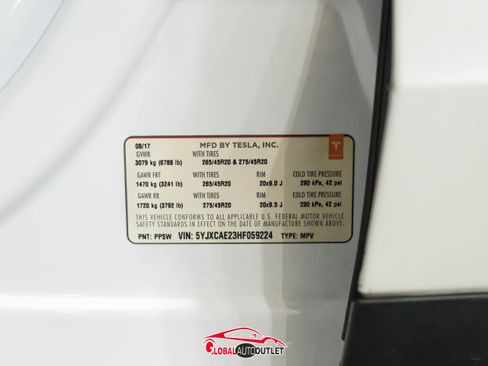 08/17 MFD BY TESLA, INC.
GVWR WITH TIRES
3079 kg (6788 lb) 265/45R20 & 275/45R20
GAWR FRT WITH TIRES RIM COLD TIRE PRESSURE
1470 kg (3241 lb) 265/45R20 20x9.0 J 290 kPa, 42 psi
GAWR RR WITH TIRES RIM COLD TIRE PRESSURE
1720 kg (3792 lb) 275/45R20 20x9.5 J 290 kPa, 42 psi
THIS VEHICLE CONFORMS TO ALL APPLICABLE U.S. FEDERAL MOTOR VEHICLE
SAFETY STANDARDS IN EFFECT ON THE DATE OF MANUFACTURE SHOWN ABOVE.
PNT: PPSW VIN: 5YJXCAE23HF059224 TYPE: MPV
GLOBALAUTOOUTLET